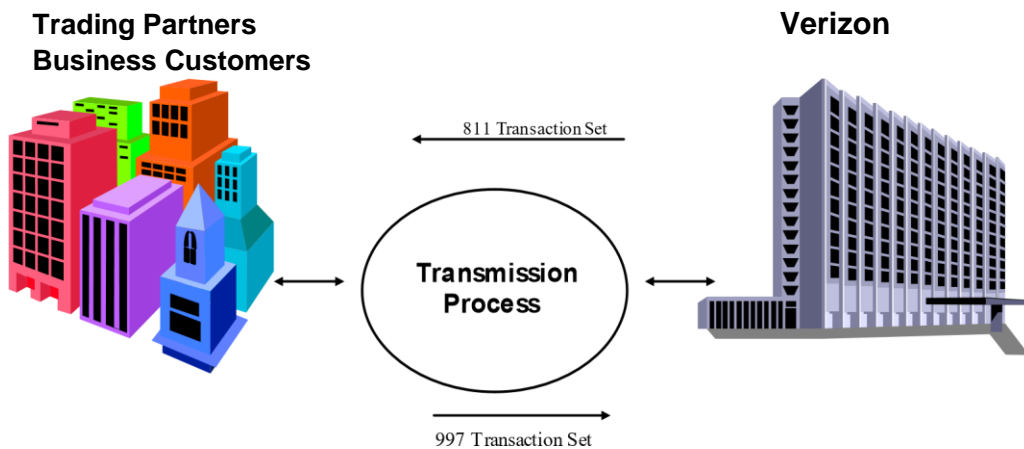 Trading Partners
Business Customers
Verizon
811 Transaction Set
Transmission
Process
997 Transaction Set